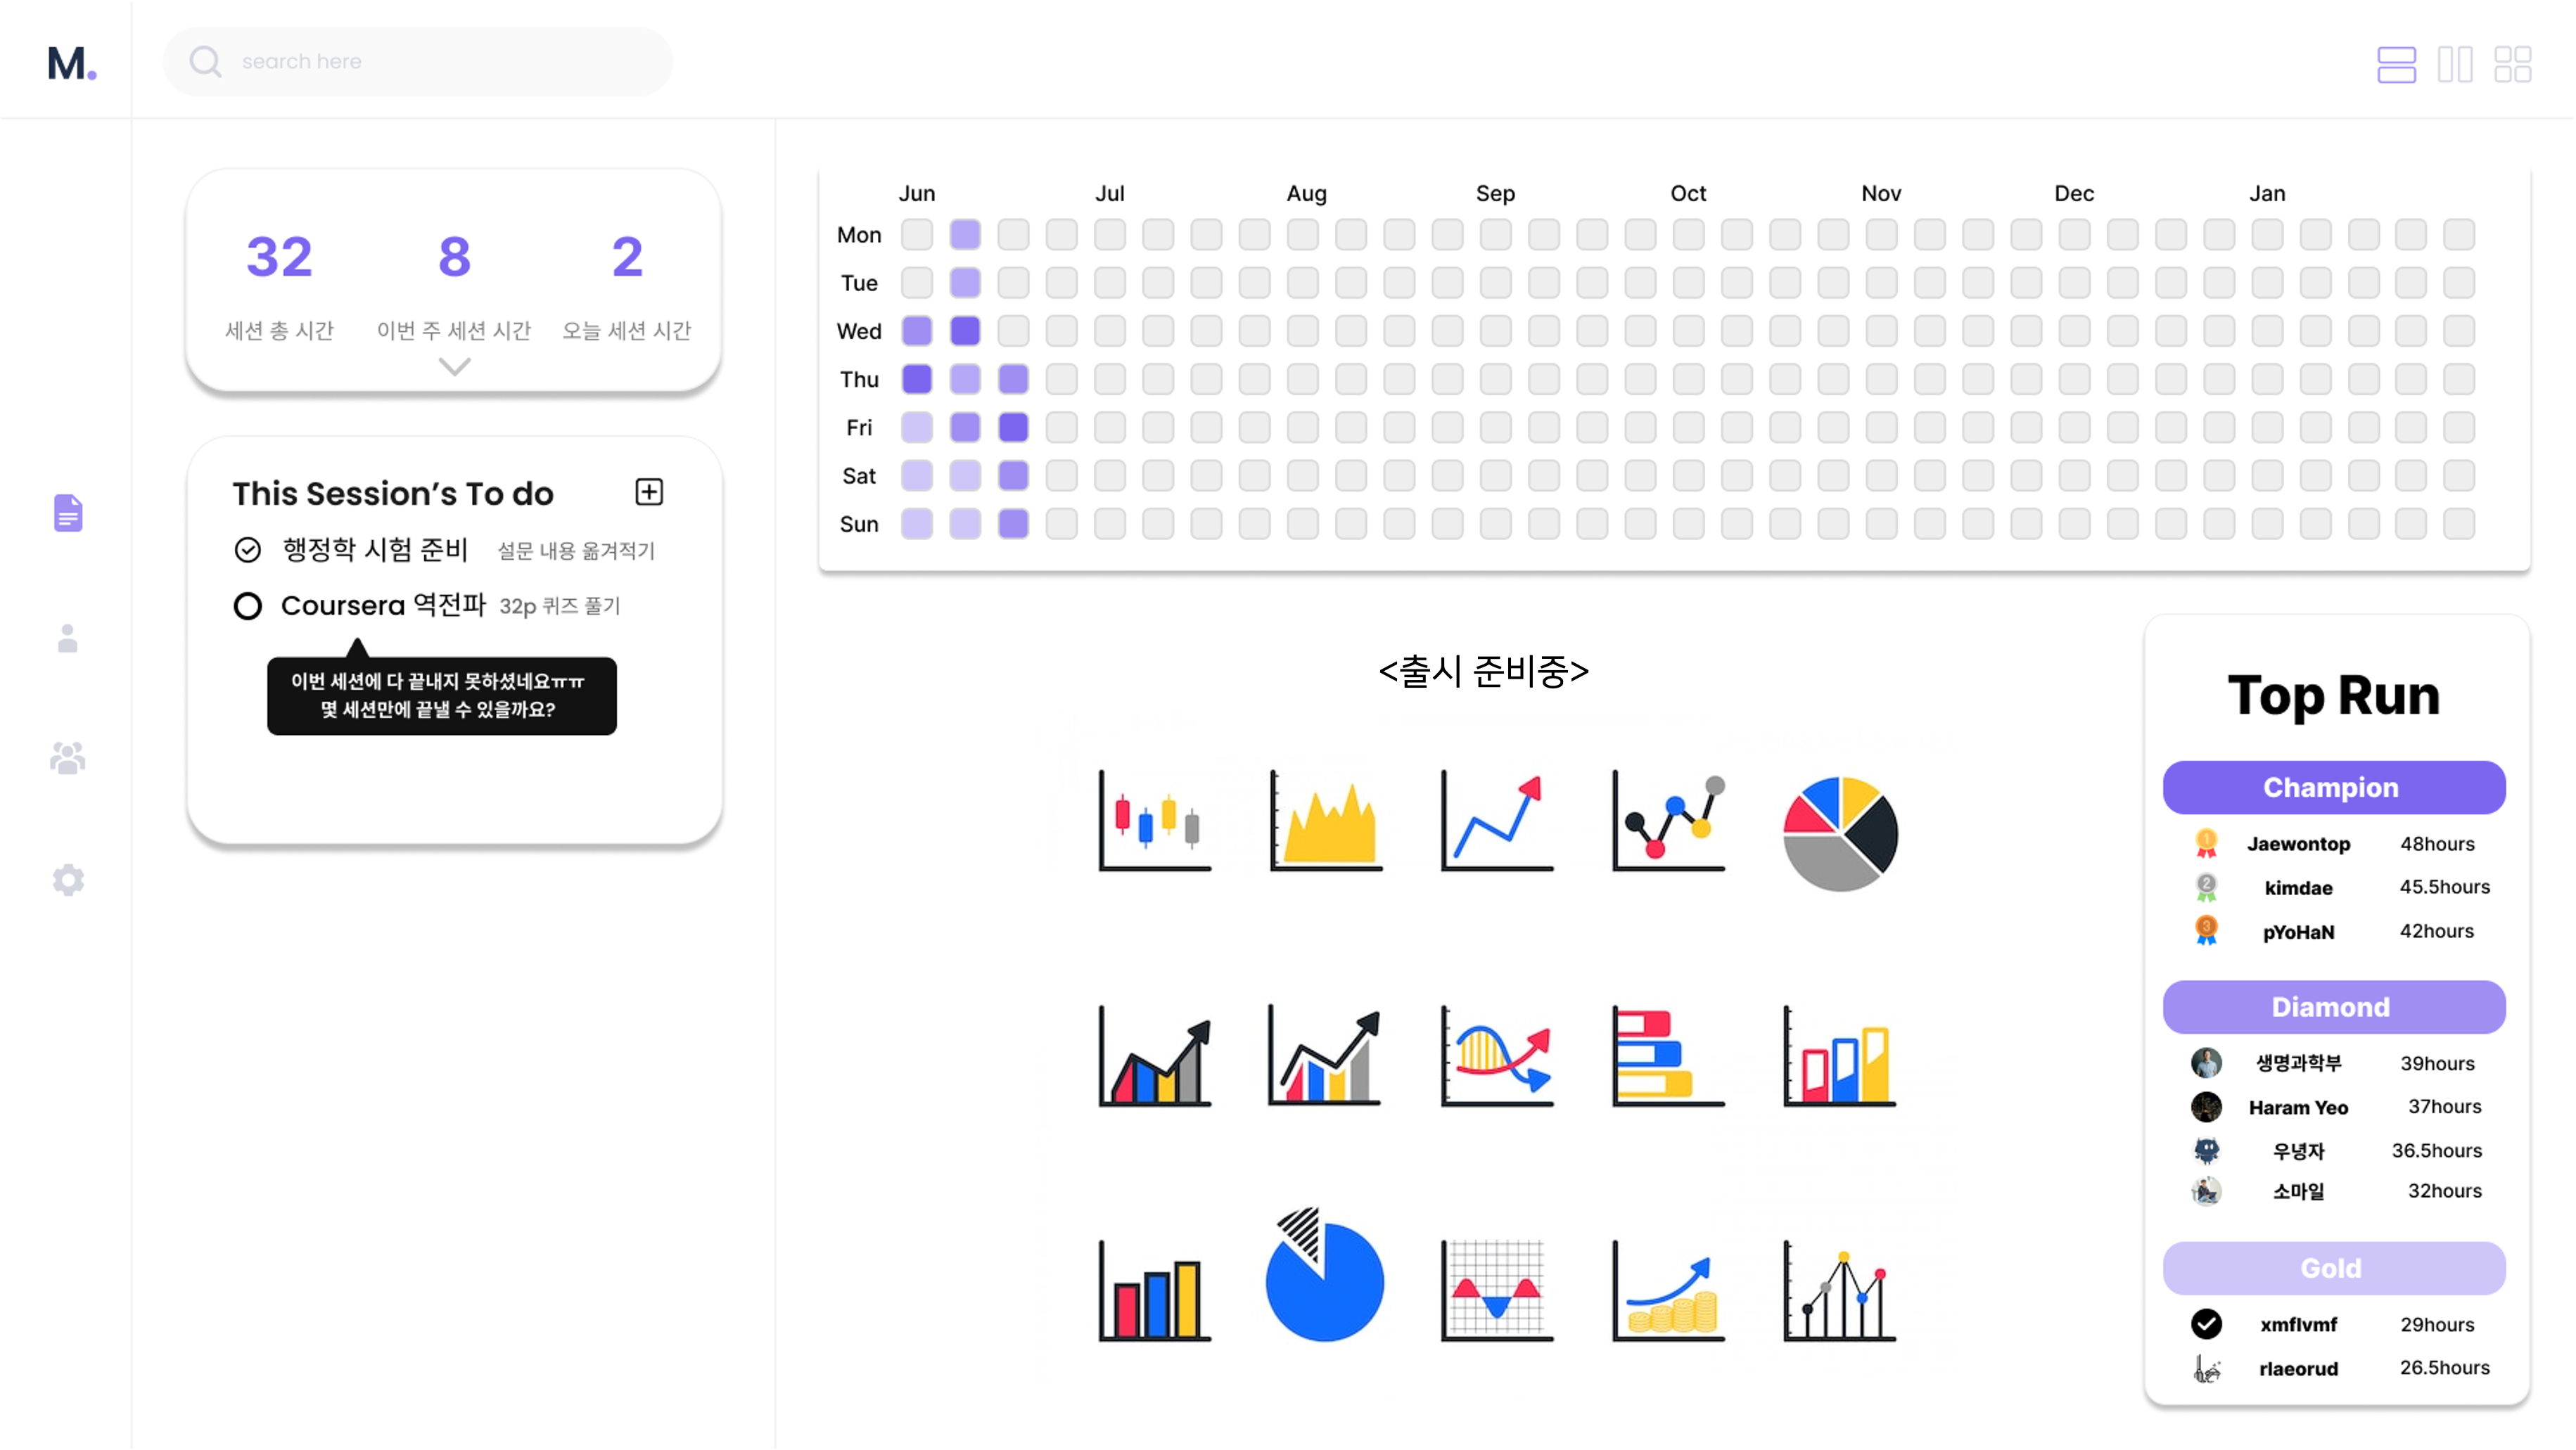 M.
search here
32 8 2
세션 총 시간 이번 주 세션 시간 오늘 세션 시간
This Session's To do
행정학 시험 준비 설문 내용 옮겨적기
Coursera 역전파 32p 퀴즈 풀기
이번 세션에 다 끝내지 못하셨네요ㅠㅠ
몇 세션만에 끝낼 수 있을까요?
Jun Jul Aug Sep Oct Nov Dec Jan
Mon
Tue
Wed
Thu
Fri
Sat
Sun
<출시 준비중>
Top Run
Champion
1 Jaewontop 48hours
2 kimdae 45.5hours
3 pYoHaN 42hours
Diamond
생명과학부 39hours
Haram Yeo 37hours
우녕자 36.5hours
소마일 32hours
Gold
xmflvmf 29hours
rlaeorud 26.5hours